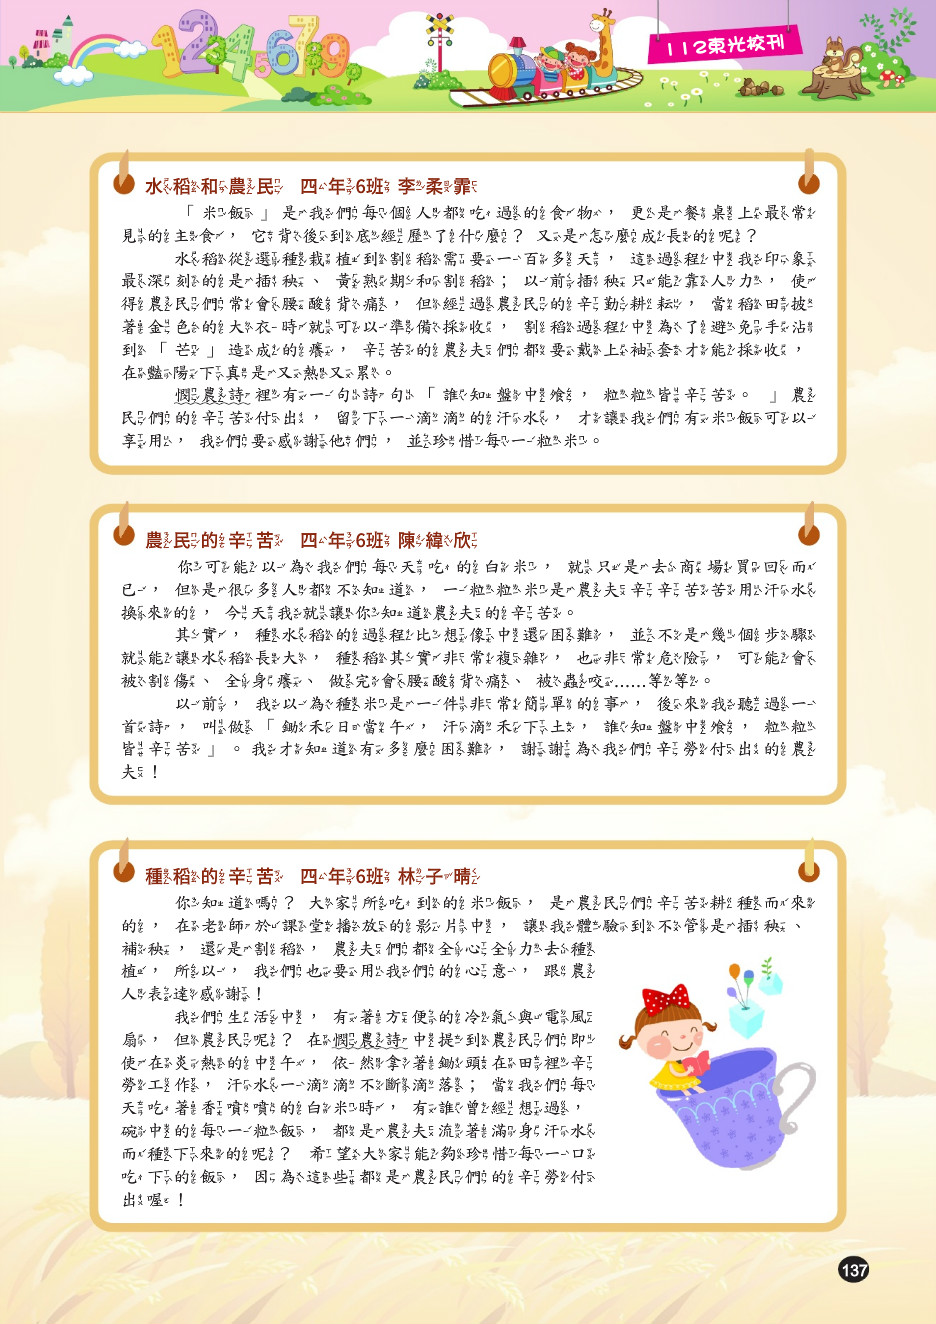 112東光校刊
水稻和農民 四年6班 李柔霏
「米飯」是我們每個人都吃過的食物，更是餐桌上最常
見的主食，它背後到底經歷了什麼？又是怎麼成長的呢？
水稻從選種栽植到割稻需要一百多天，這過程中我印象
最深刻的是插秧、黃熟期和割稻；以前插秧只能靠人力，使
得農民們常會腰酸背痛，但經過農民的辛勤耕耘，當稻田披
著金色的大衣時就可以準備採收，割稻過程中為了避免手沾
到「芒」造成的癢，辛苦的農夫們都要戴上袖套才能採收，
在豔陽下真是又熱又累。
憫農詩裡有一句詩句「誰知盤中飧，粒粒皆辛苦。」農
民們的辛苦付出，留下一滴滴的汗水，才讓我們有米飯可以
享用，我們要感謝他們，並珍惜每一粒米。
農民的辛苦 四年6班 陳緯欣
你可能以為我們每天吃的白米，就只是去商場買回而
已，但是很多人都不知道，一粒粒米是農夫辛辛苦苦用汗水
換來的，今天我就讓你知道農夫的辛苦。
其實，種水稻的過程比想像中還困難，並不是幾個步驟
就能讓水稻長大，種稻其實非常複雜，也非常危險，可能會
被割傷、全身癢、做完會腰酸背痛、被蟲咬……等等。
以前，我以為種米是一件非常簡單的事，後來我聽過一
首詩，叫做「鋤禾日當午，汗滴禾下土，誰知盤中飧，粒粒
皆辛苦」。我才知道有多麼困難，謝謝為我們辛勞付出的農
夫！
種稻的辛苦 四年6班 林子晴
你知道嗎？大家所吃到的米飯，是農民們辛苦耕種而來
的，在老師於課堂播放的影片中，讓我體驗到不管是插秧、
補秧，還是割稻，農夫們都全心全力去種
植，所以，我們也要用我們的心意，跟農
人表達感謝！
我們生活中，有著方便的冷氣與電風
扇，但農民呢？在憫農詩中提到農民們即
使在炎熱的中午，依然拿著鋤頭在田裡辛
勞工作，汗水一滴滴不斷滴落；當我們每
天吃著香噴噴的白米時，有誰曾經想過，
碗中的每一粒飯，都是農夫流著滿身汗水
而種下來的呢？希望大家能夠珍惜每一口
吃下的飯，因為這些都是農民們的辛勞付
出喔！
137